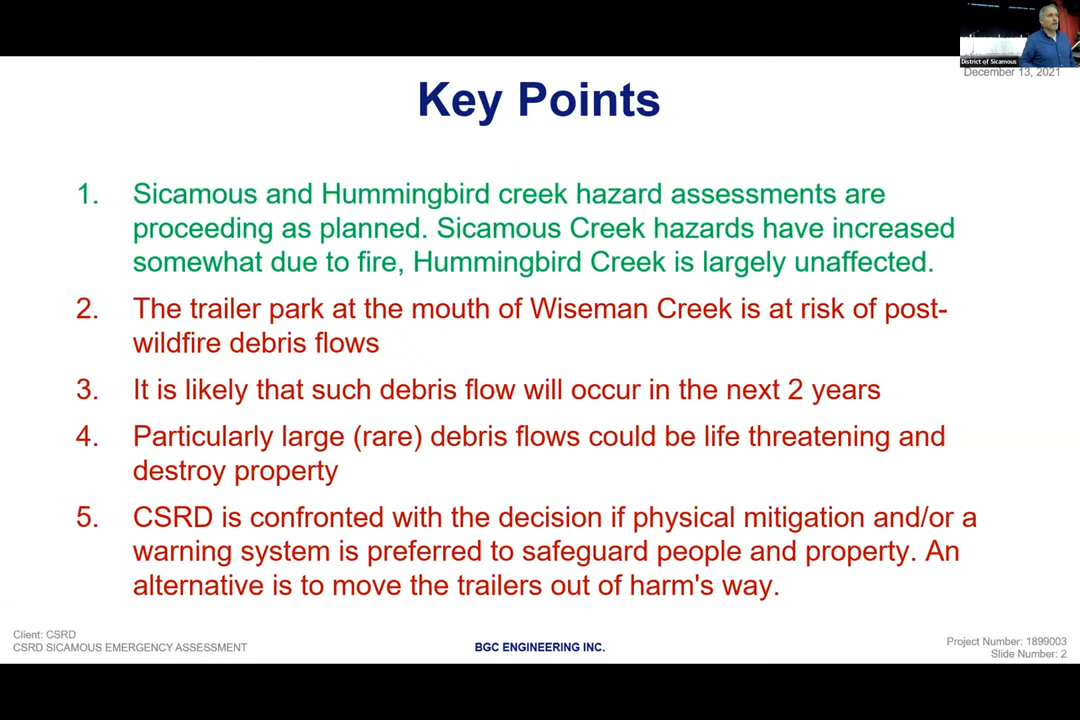 District of Sicamous
December 13, 2021
Key Points
1. Sicamous and Hummingbird creek hazard assessments are
proceeding as planned. Sicamous Creek hazards have increased
somewhat due to fire, Hummingbird Creek is largely unaffected.
2. The trailer park at the mouth of Wiseman Creek is at risk of post-
wildfire debris flows
3. It is likely that such debris flow will occur in the next 2 years
4. Particularly large (rare) debris flows could be life threatening and
destroy property
5. CSRD is confronted with the decision if physical mitigation and/or a
warning system is preferred to safeguard people and property. An
alternative is to move the trailers out of harm's way.
Client: CSRD
CSRD SICAMOUS EMERGENCY ASSESSMENT
BGC ENGINEERING INC.
Project Number: 1899003
Slide Number: 2